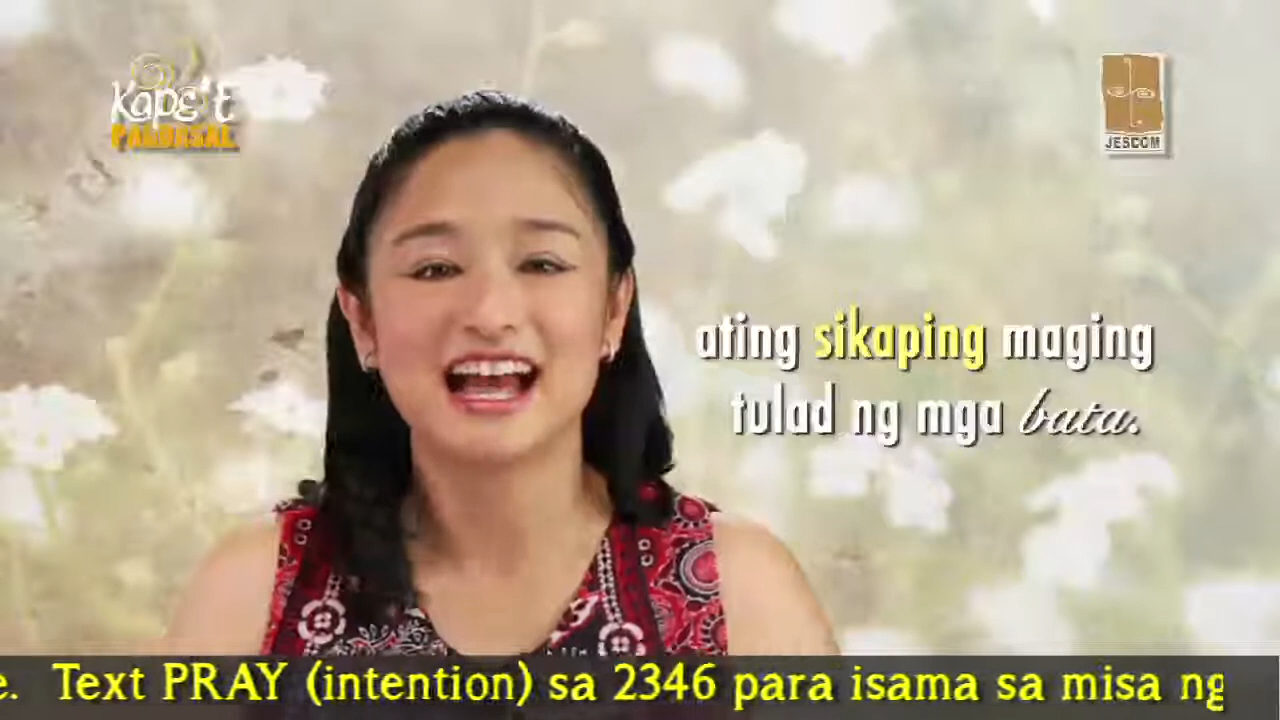 Kape't
PAGDASAL
JESCOM
ating sikaping maging
tulad ng mga bata.
e. Text PRAY (intention) sa 2346 para isama sa misa ng